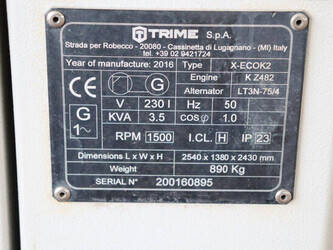 TRIME S.p.A.
Strada per Robecco - 20080 - Cassinetta di Lugagnano - (MI) Italy
tel. +39 02 9421724
Year of manufacture: 2016 Type X-ECOK2
G Engine K Z482
Alternator LT3N-75/4
CE V 230 I Hz 50
G 1~ KVA 3.5 cos φ 1.0
RPM 1500 I.CL. H IP 23
Dimensions L x W x H 2540 x 1380 x 2430 mm
Weight 890 Kg
SERIAL N° 200160895